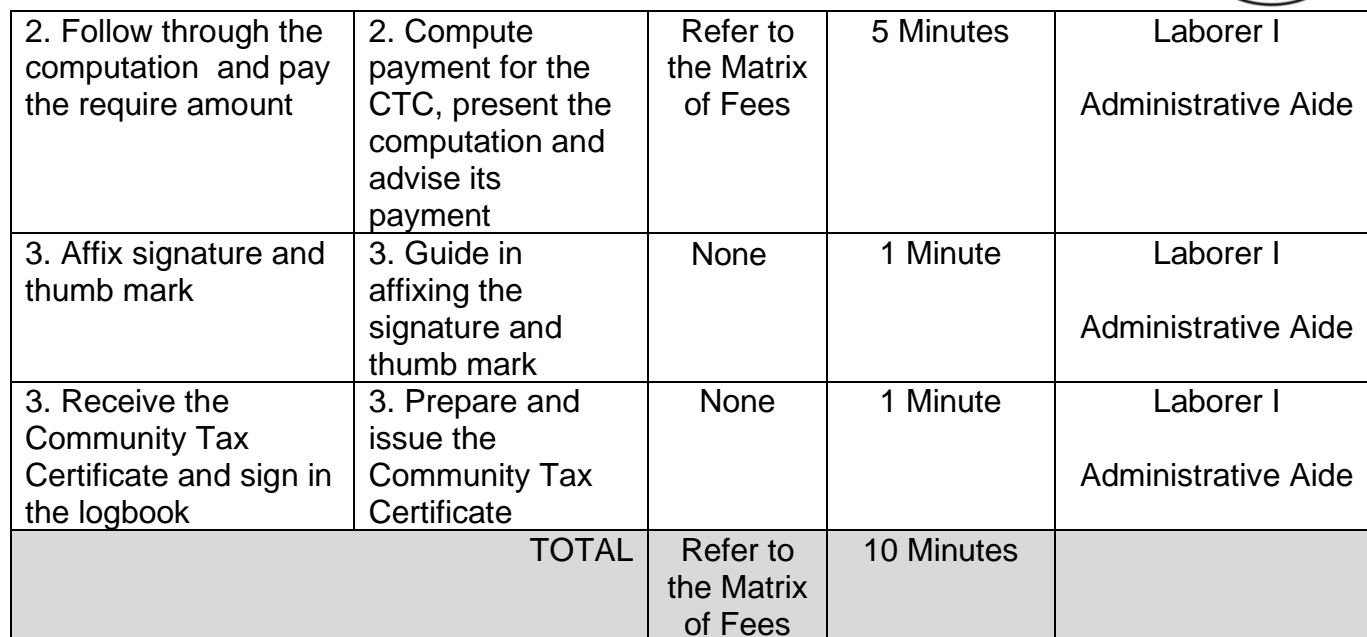 2. Follow through the computation and pay the require amount
2. Compute payment for the CTC, present the computation and advise its payment
Refer to the Matrix of Fees
5 Minutes
Laborer I
Administrative Aide
3. Affix signature and thumb mark
3. Guide in affixing the signature and thumb mark
None
1 Minute
Laborer I
Administrative Aide
3. Receive the Community Tax Certificate and sign in the logbook
3. Prepare and issue the Community Tax Certificate
None
1 Minute
Laborer I
Administrative Aide
TOTAL
Refer to the Matrix of Fees
10 Minutes